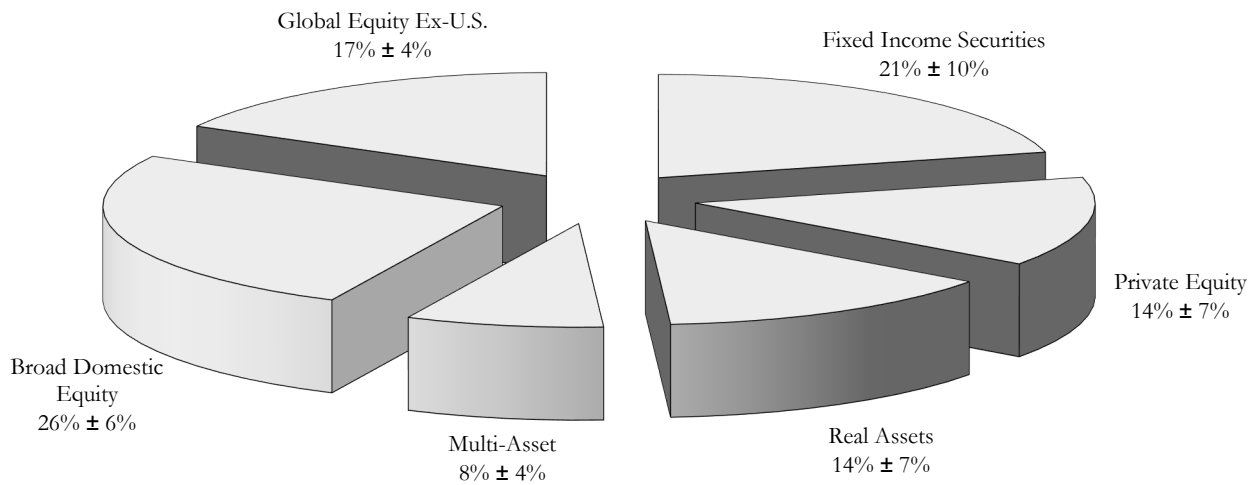 Global Equity Ex-U.S.
17% ± 4%
Fixed Income Securities
21% ± 10%
Private Equity
14% ± 7%
Broad Domestic
Equity
26% ± 6%
Multi-Asset
8% ± 4%
Real Assets
14% ± 7%